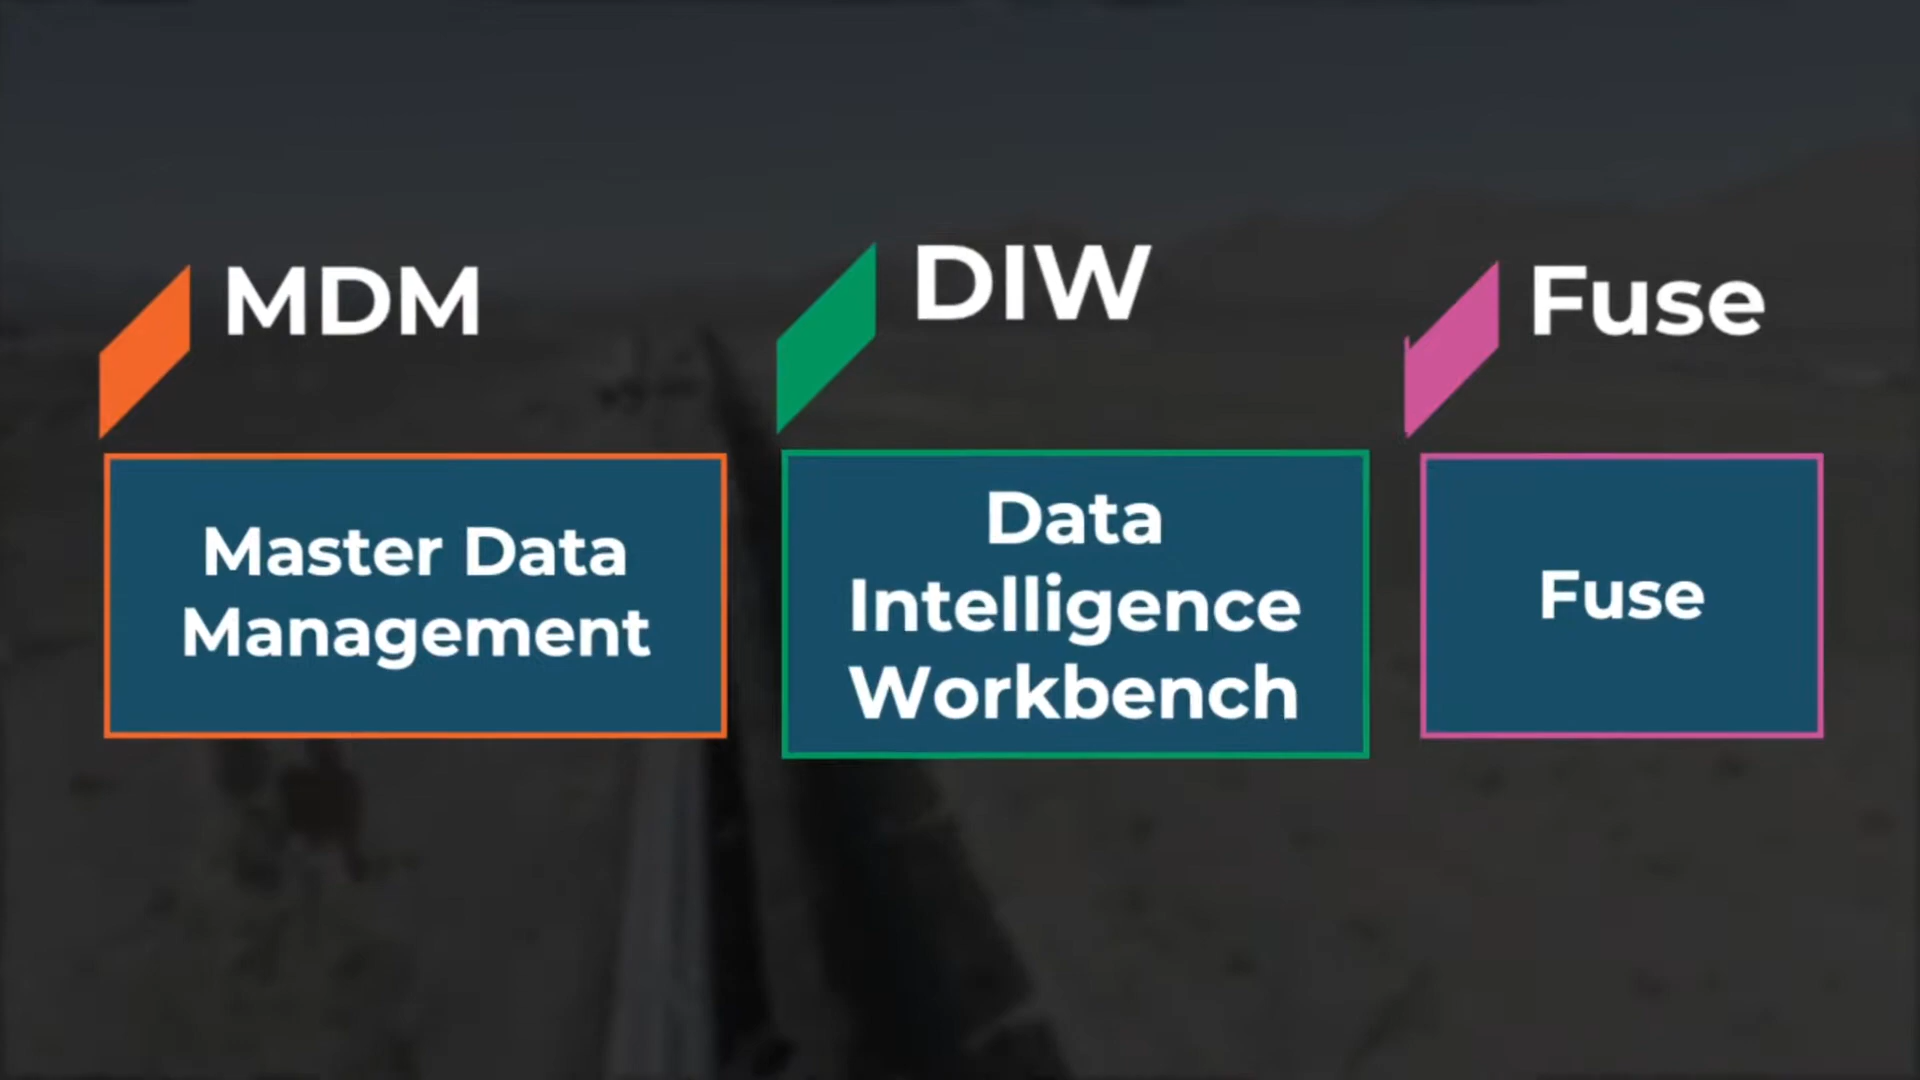 MDM
Master Data
Management
DIW
Data
Intelligence
Workbench
Fuse
Fuse